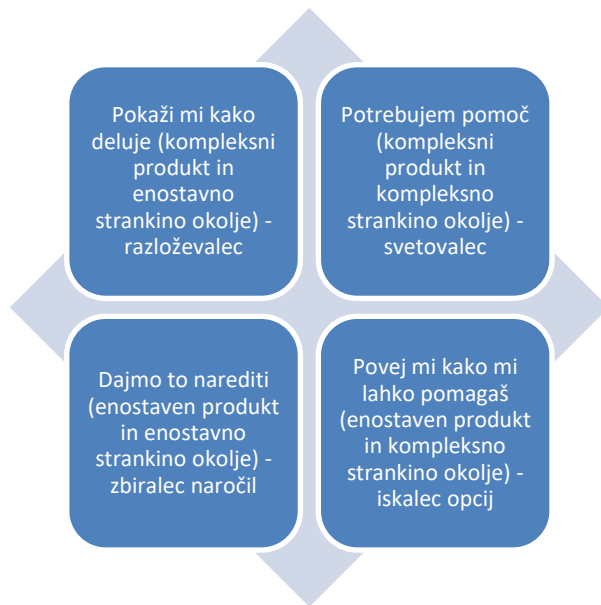 Pokaži mi kako
deluje (kompleksni
produkt in
enostavno
strankino okolje) -
razloževalec
Potrebujem pomoč
(kompleksni
produkt in
kompleksno
strankino okolje) -
svetovalec
Dajmo to narediti
(enostaven produkt
in enostavno
strankino okolje) -
zbiralec naročil
Povej mi kako mi
lahko pomagaš
(enostaven produkt
in kompleksno
strankino okolje) -
iskalec opcij